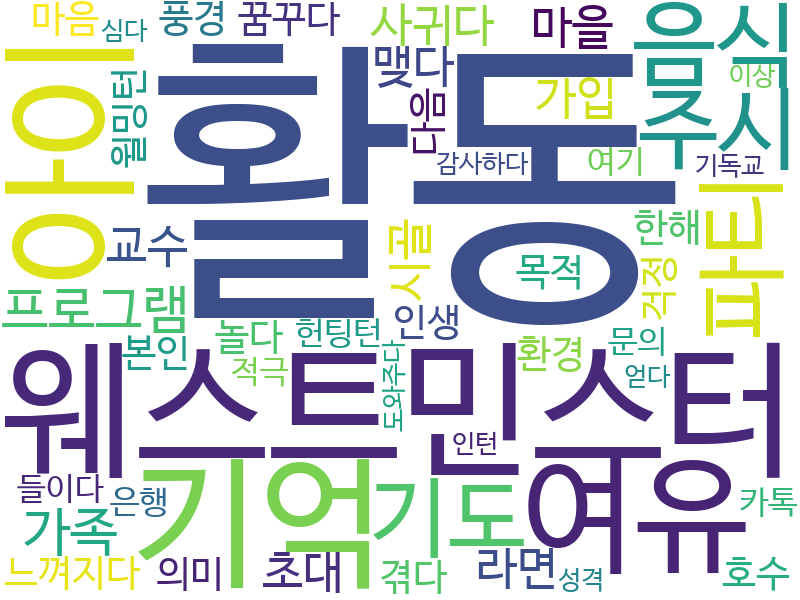 마음
심다
풍경
꿈꾸다
사귀다
마을
음식
아이
윌밍턴
활동
맺다
다음
가입
이상
주시
감사하다
여기
기독교
교수
시골
목적
한해
걱정
파티
프로그램
본인
놀다
적극
헌팅턴
인생
도와주다
환경
문의
얻다
웨스트민스터
인턴
들이다
은행
기억
기도
여유
카톡
가족
느껴지다
의미
초대
겪다
라면
성격
호수